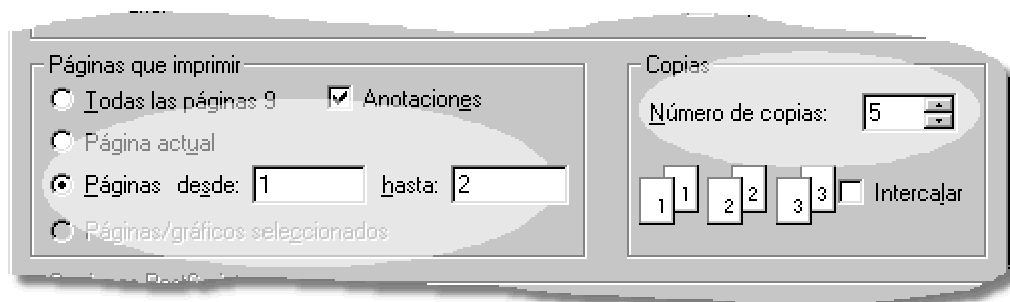 Páginas que imprimir
Todas las páginas 9
Anotaciones
Página actual
Páginas desde: 1 hasta: 2
Páginas/gráficos seleccionados
Copias
Número de copias: 5
1 1 2 2 3 3
Intercalar